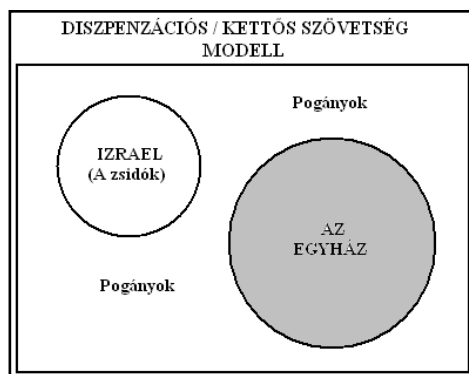 DISZPENZÁCIÓS / KETTŐS SZÖVETSÉG
MODELL
Pogányok
IZRAEL
(A zsidók)
AZ
EGYHÁZ
Pogányok